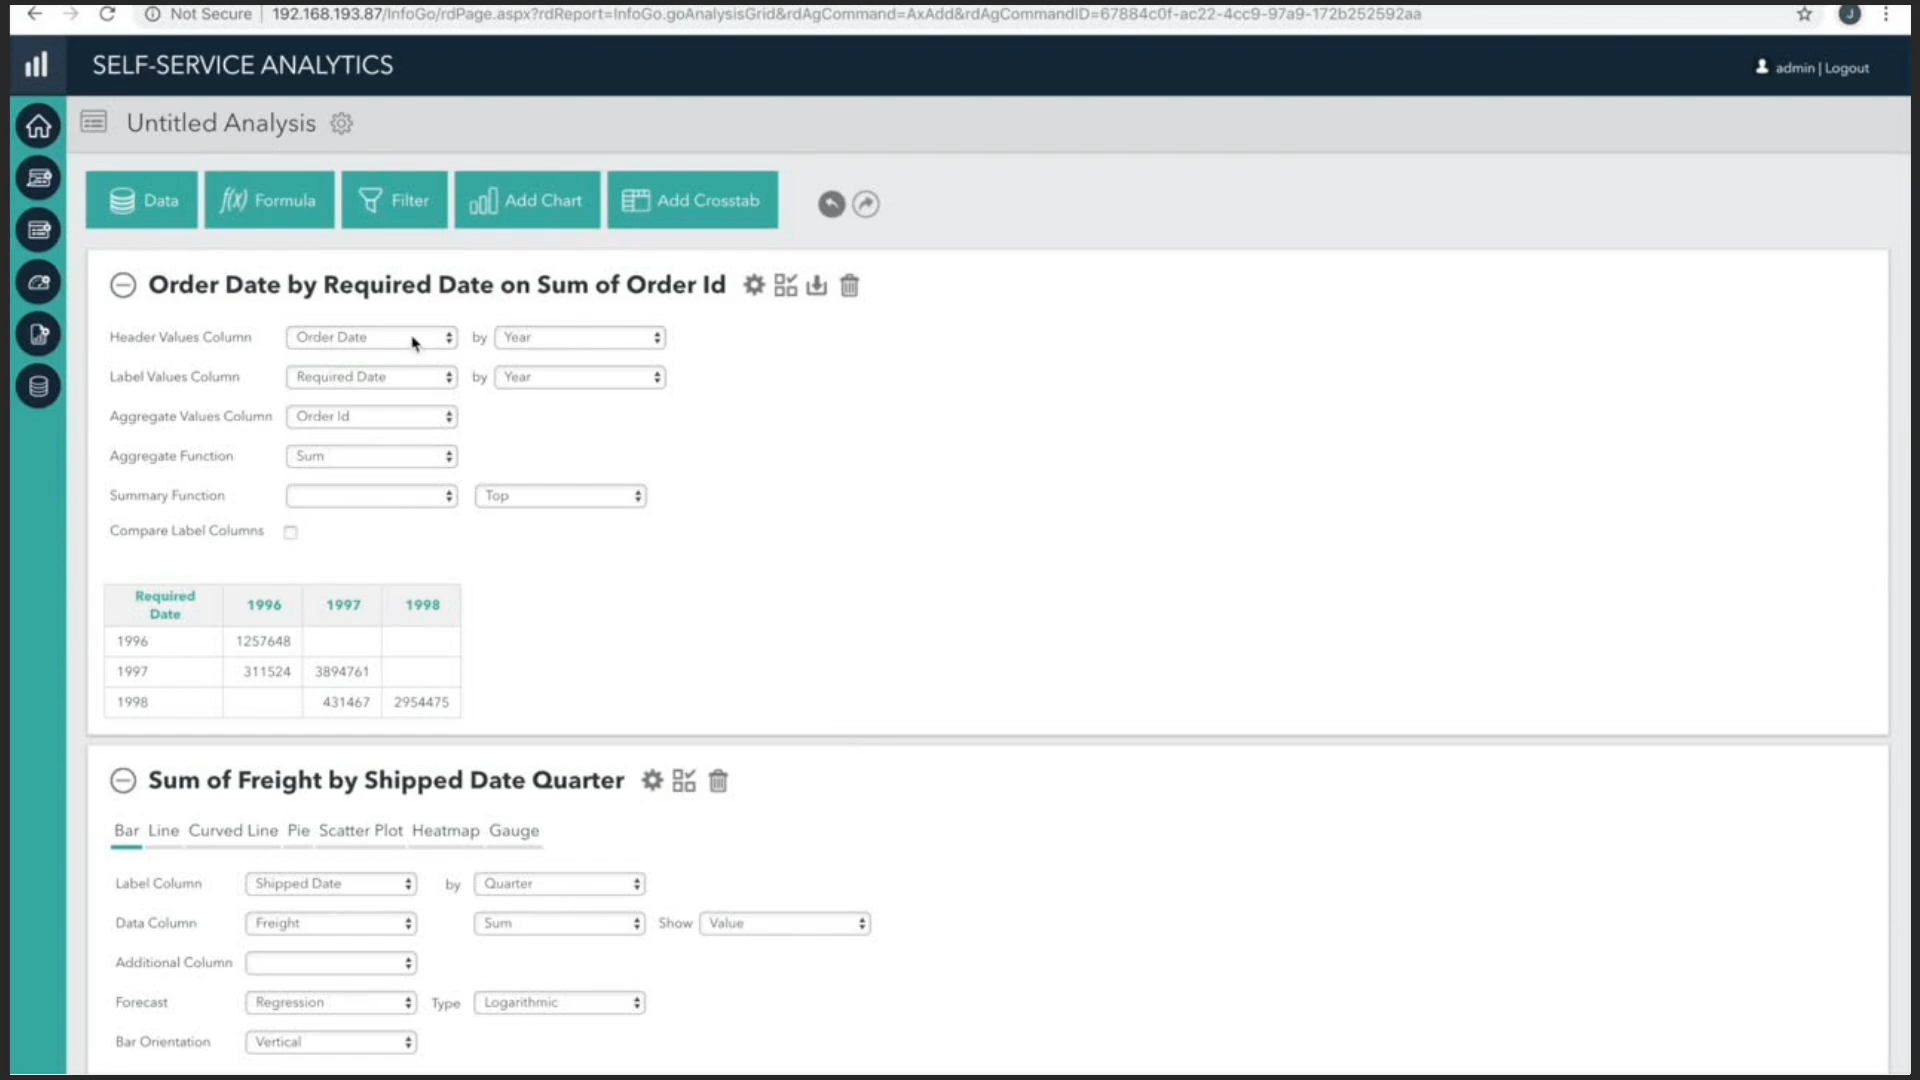 Not Secure | 192.168.193.87/InfoGo/rdPage.aspx?rdReport=InfoGo.goAnalysisGrid&rdAgCommand=AxAdd&rdAgCommandID=67884c0f-ac22-4cc9-97a9-172b252592aa
J
SELF-SERVICE ANALYTICS
admin | Logout
Untitled Analysis
Data
f(x) Formula
Filter
Add Chart
Add Crosstab
Order Date by Required Date on Sum of Order Id
Header Values Column Order Date by Year
Label Values Column Required Date by Year
Aggregate Values Column Order Id
Aggregate Function Sum
Summary Function Top
Compare Label Columns
Required Date 1996 1997 1998
1996 1257648
1997 311524 3894761
1998 431467 2954475
Sum of Freight by Shipped Date Quarter
Bar Line Curved Line Pie Scatter Plot Heatmap Gauge
Label Column Shipped Date by Quarter
Data Column Freight Sum Show Value
Additional Column
Forecast Regression Type Logarithmic
Bar Orientation Vertical